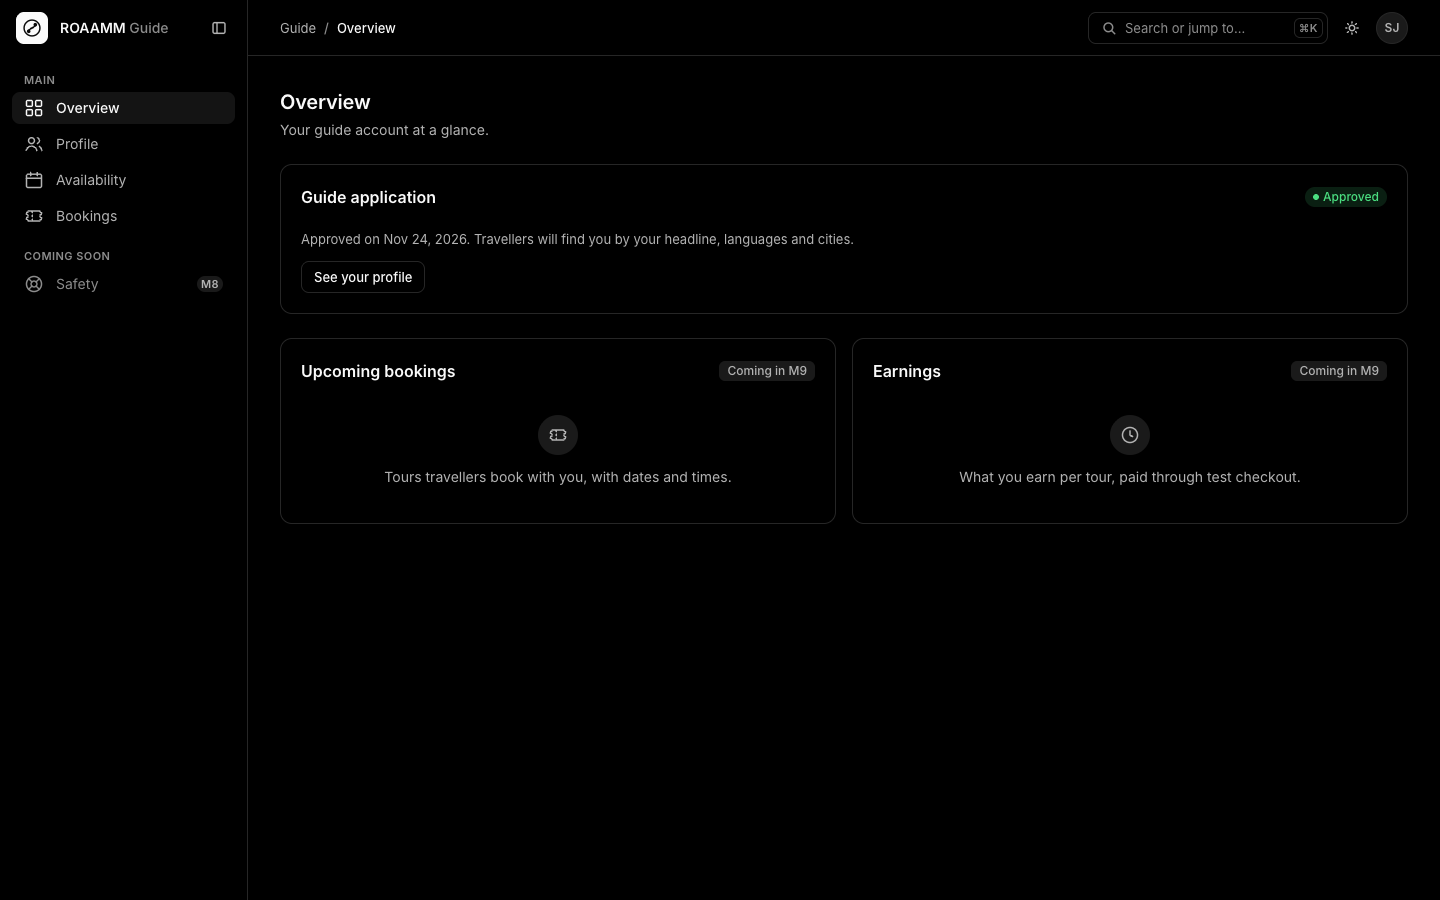 ROAAMM Guide
MAIN
Overview
Profile
Availability
Bookings
COMING SOON
Safety M8
Guide / Overview
Search or jump to... ⌘K
SJ
Overview
Your guide account at a glance.
Guide application
Approved
Approved on Nov 24, 2026. Travellers will find you by your headline, languages and cities.
See your profile
Upcoming bookings
Coming in M9
Tours travellers book with you, with dates and times.
Earnings
Coming in M9
What you earn per tour, paid through test checkout.